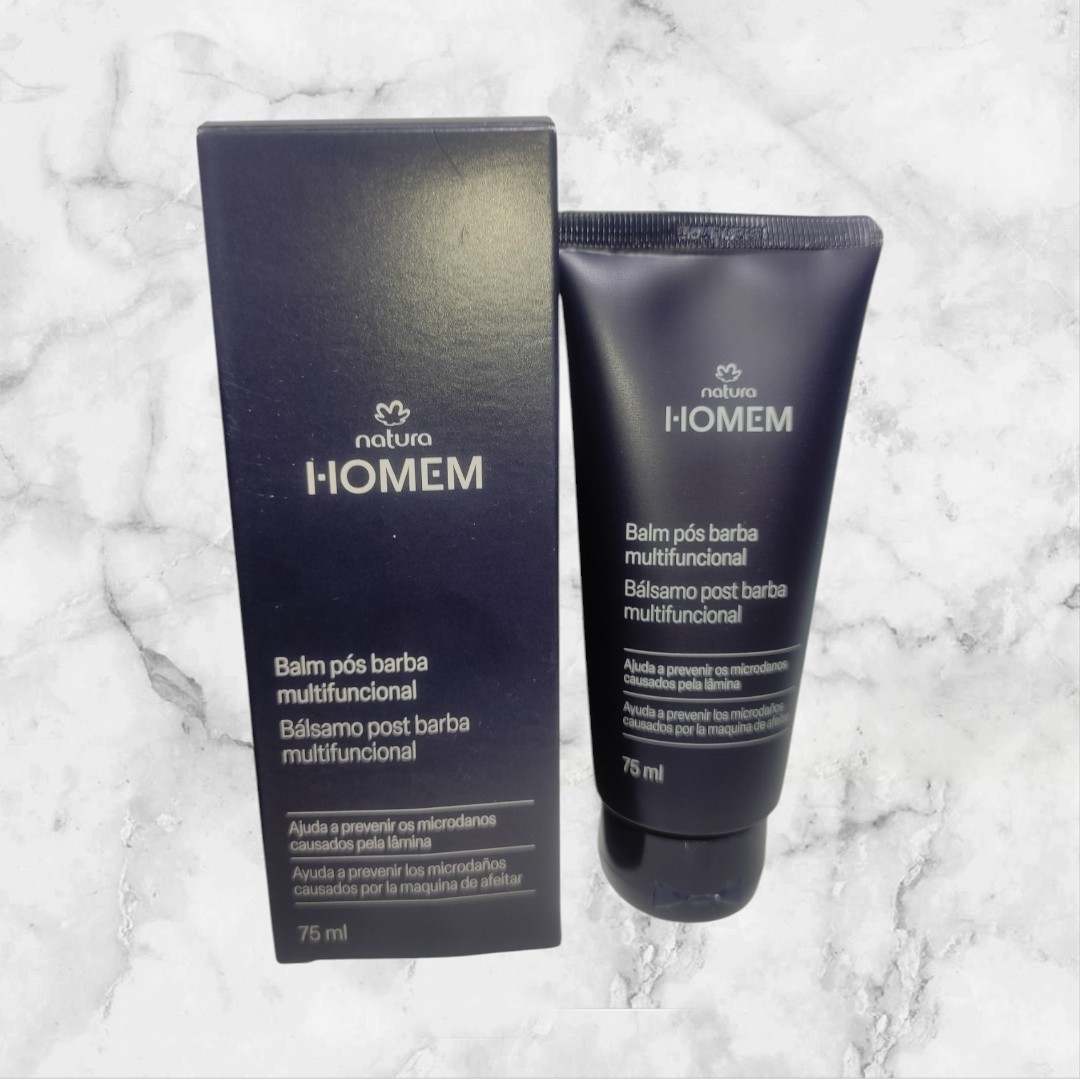 natura
HOMEM
Balm pós barba
multifuncional
Bálsamo post barba
multifuncional
Ajuda a prevenir os microdanos
causados pela lâmina
Ayuda a prevenir los microdaños
causados por la maquina de afeitar
75 ml
natura
HOMEM
Balm pós barba
multifuncional
Bálsamo post barba
multifuncional
Ajuda a prevenir os microdanos
causados pela lâmina
Ayuda a prevenir los microdaños
causados por la maquina de afeitar
75 ml